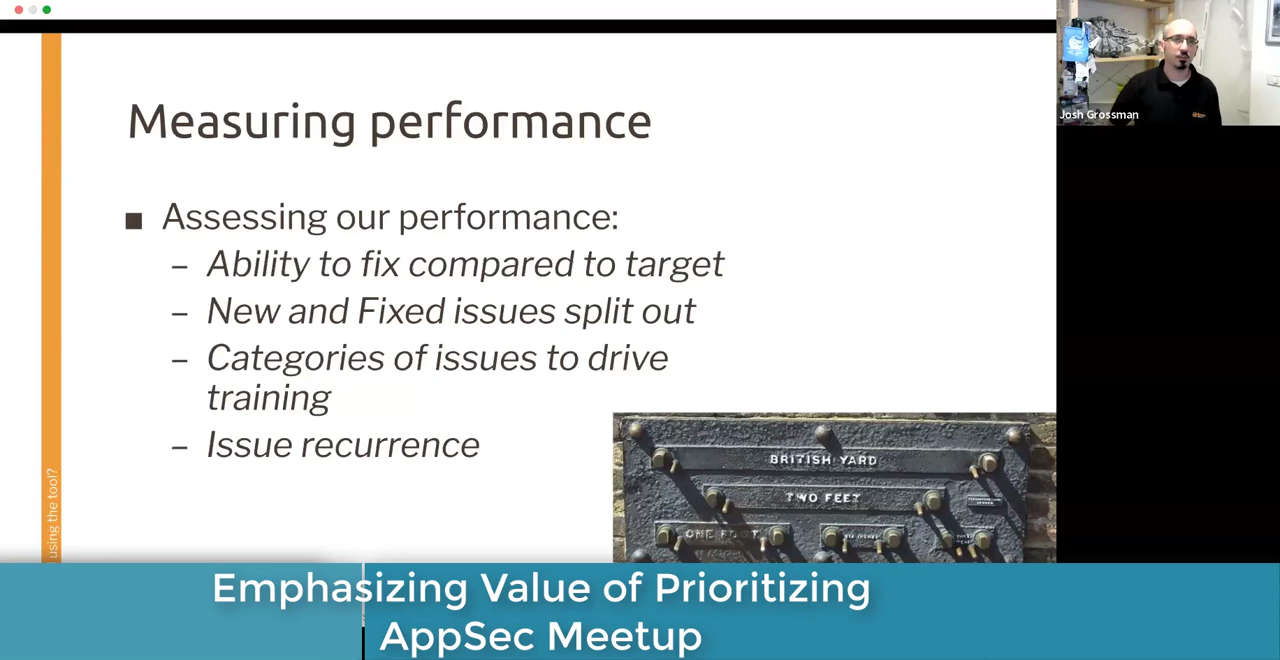 Measuring performance
Josh Grossman
■ Assessing our performance:
– Ability to fix compared to target
– New and Fixed issues split out
– Categories of issues to drive
training
– Issue recurrence
using the tool?
BRITISH YARD
TWO FEET
ONE FOOT
Emphasizing Value of Prioritizing
AppSec Meetup